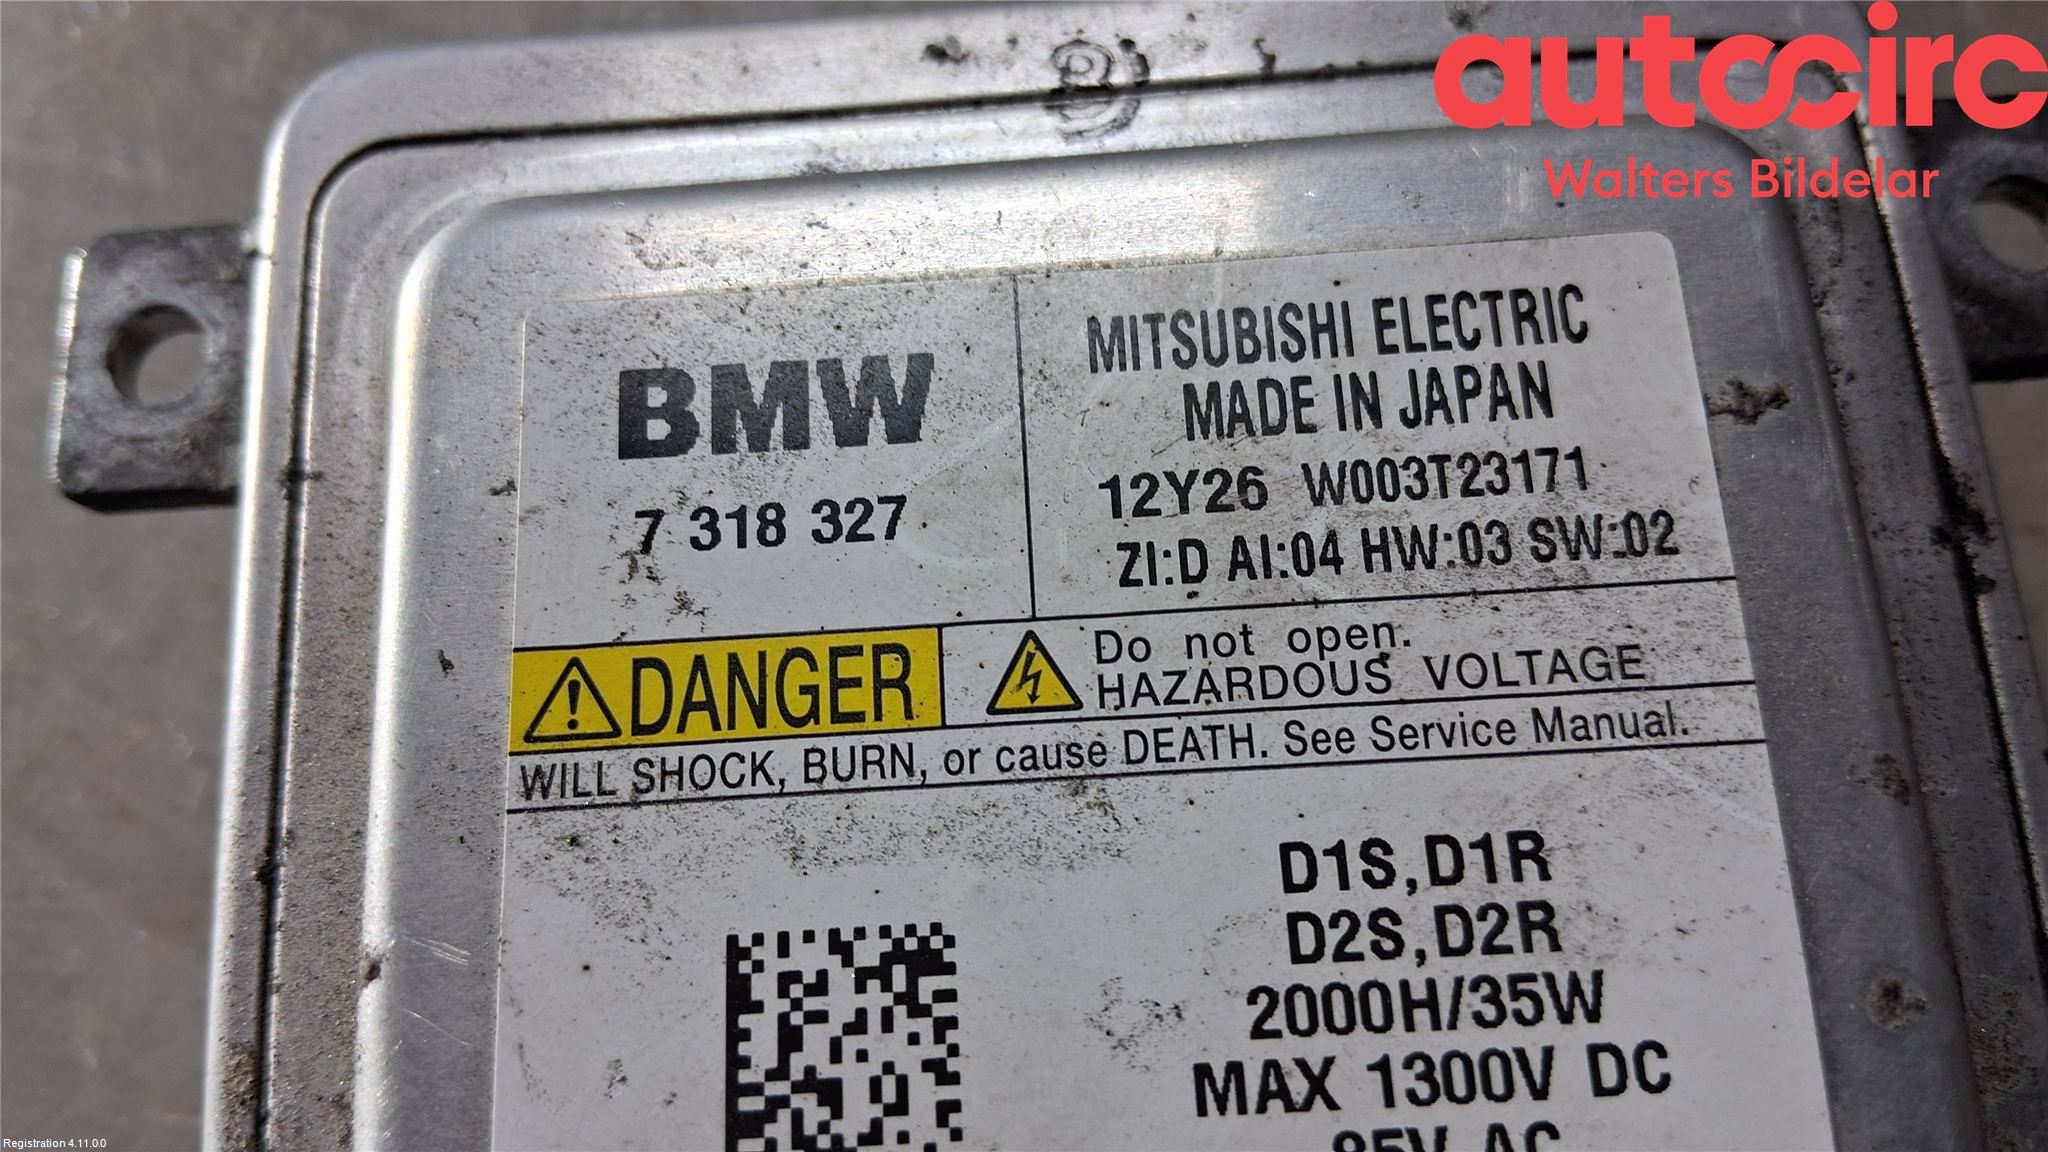 autocirc
Walters Bildelar
BMW
7 318 327
MITSUBISHI ELECTRIC
MADE IN JAPAN
12Y26 W003T23171
ZI:D AI:04 HW:03 SW:02
DANGER
Do not open.
HAZARDOUS VOLTAGE
WILL SHOCK, BURN, or cause DEATH. See Service Manual.
D1S,D1R
D2S,D2R
2000H/35W
MAX 1300V DC
85V AC
Registration 4.11.0.0